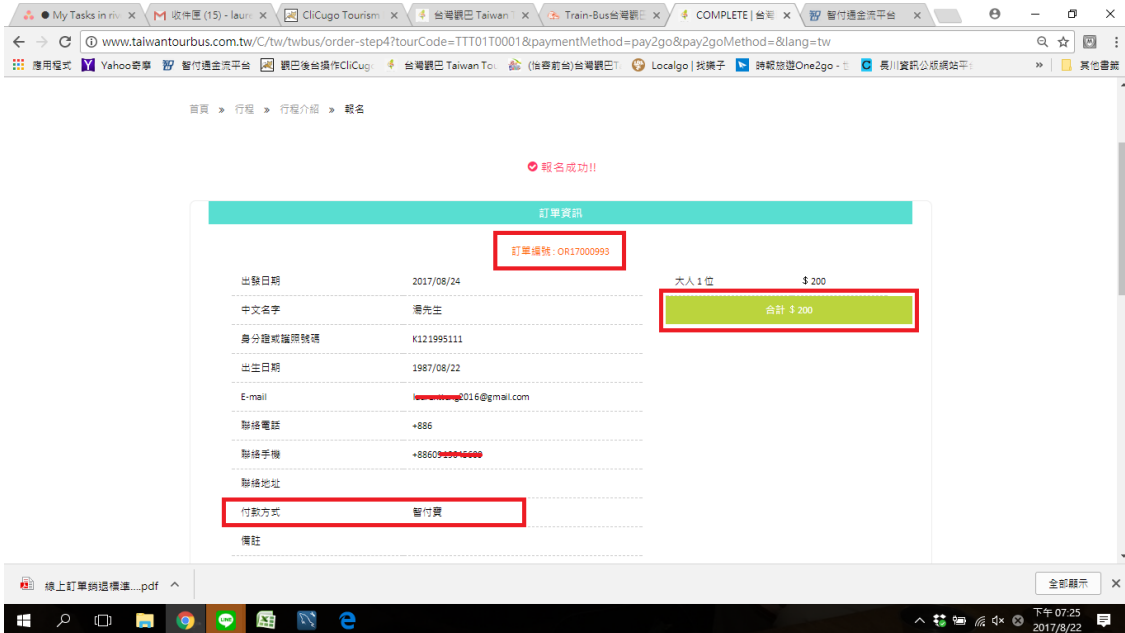 My Tasks in riv
收件匣 (15) - laure
CliCugo Tourism
台灣觀巴 Taiwan T
Train-Bus台灣觀巴
COMPLETE | 台灣
智付通金流平台
www.taiwantourbus.com.tw/C/tw/twbus/order-step4?tourCode=TTT01T0001&paymentMethod=pay2go&pay2goMethod=&lang=tw
應用程式 Yahoo奇摩 智付通金流平台 觀巴後台操作CliCug 台灣觀巴 Taiwan Tou (怡容前台)台灣觀巴T Localgo | 找樂子 時報旅遊One2go - 長川資訊公版網站平 » 其他書籤
首頁 » 行程 » 行程介紹 » 報名
報名成功!!
訂單資訊
訂單編號 : OR17000993
出發日期 2017/08/24 大人 1 位 $ 200
中文名字 湯先生 合計 $ 200
身分證或護照號碼 K121995111
出生日期 1987/08/22
E-mail 2016@gmail.com
聯絡電話 +886
聯絡手機 +88609
聯絡地址
付款方式 智付寶
備註
線上訂單銷退標準....pdf 全部顯示
LINE
下午 07:25
2017/8/22